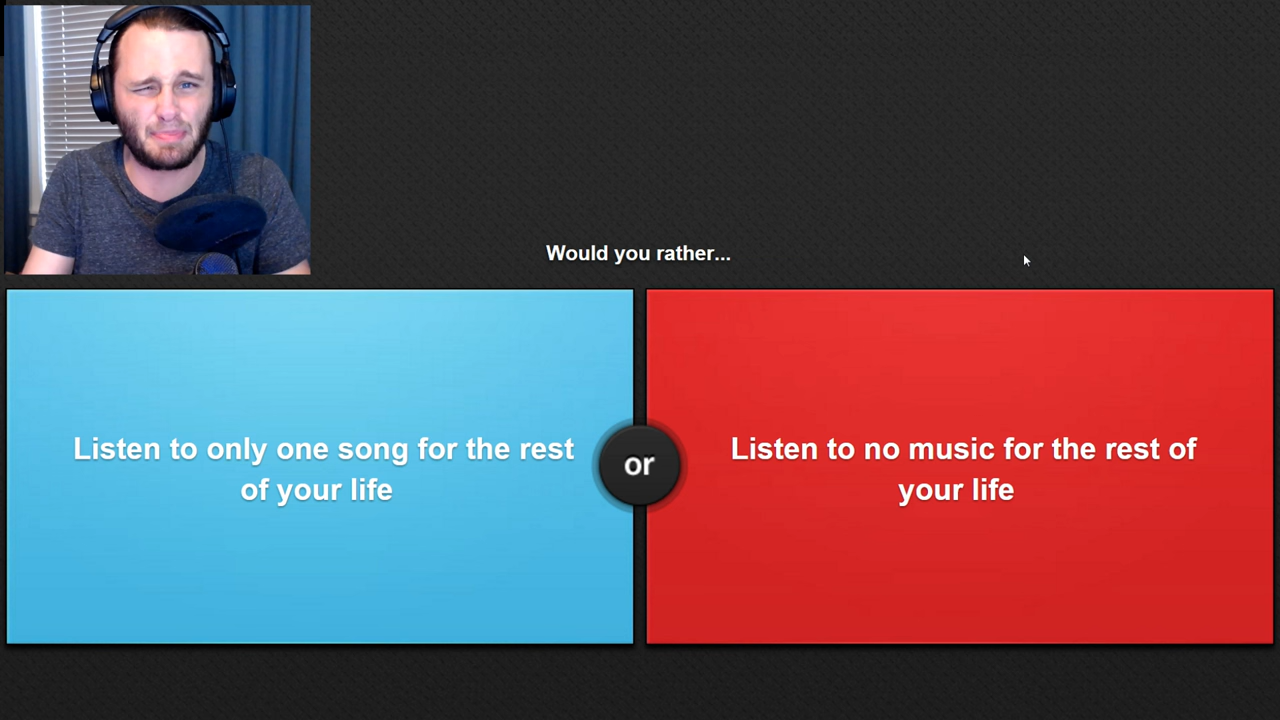 Would you rather...
Listen to only one song for the rest
of your life
or
Listen to no music for the rest of
your life